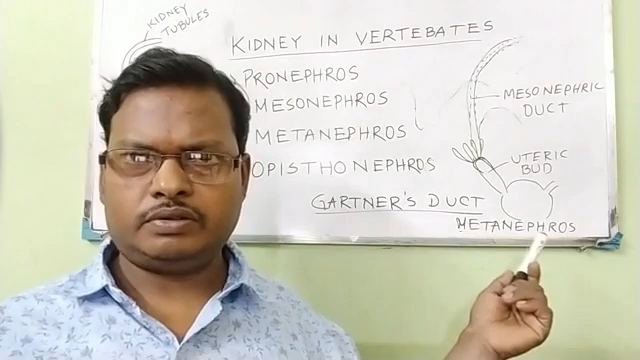 KIDNEY
TUBULES
KIDNEY IN VERTEBATES
PRONEPHROS
MESONEPHROS
METANEPHROS
OPISTHONEPHROS
GARTNER'S DUCT
MESONEPHRIC
DUCT
UTERIC
BUD
METANEPHROS